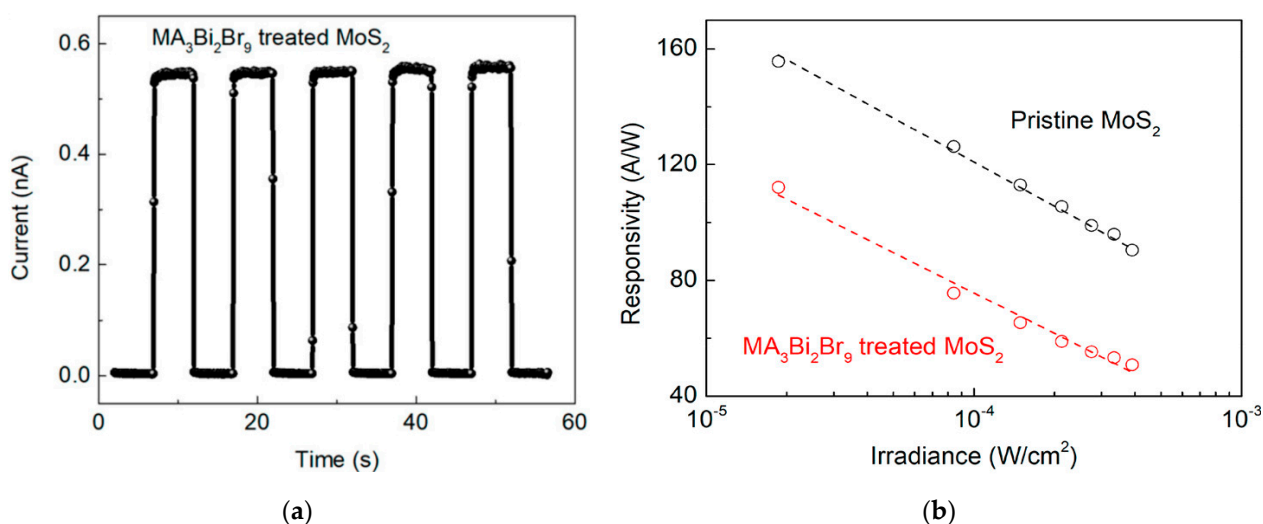 MA₃Bi₂Br₉ treated MoS₂
0.6
0.4
0.2
0.0
Current (nA)
0
20
40
60
Time (s)
(a)
160
120
80
40
Responsivity (A/W)
Pristine MoS₂
MA₃Bi₂Br₉ treated MoS₂
10⁻⁵
10⁻⁴
10⁻³
Irradiance (W/cm²)
(b)